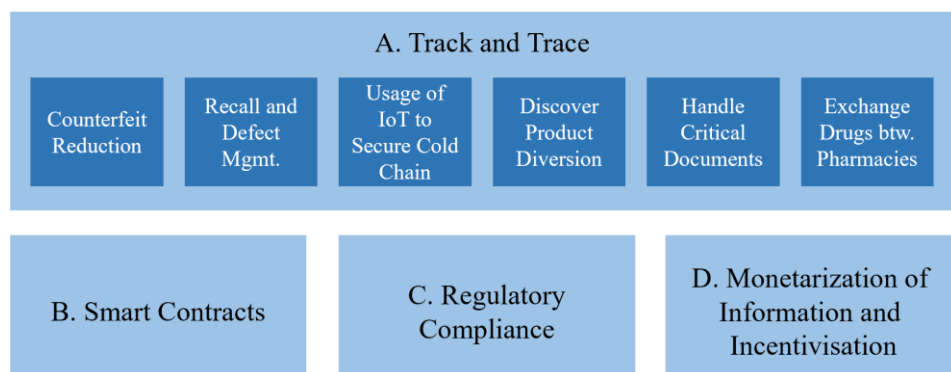 A. Track and Trace
Counterfeit
Reduction
Recall and
Defect
Mgmt.
Usage of
IoT to
Secure Cold
Chain
Discover
Product
Diversion
Handle
Critical
Documents
Exchange
Drugs btw.
Pharmacies
B. Smart Contracts
C. Regulatory
Compliance
D. Monetarization of
Information and
Incentivisation